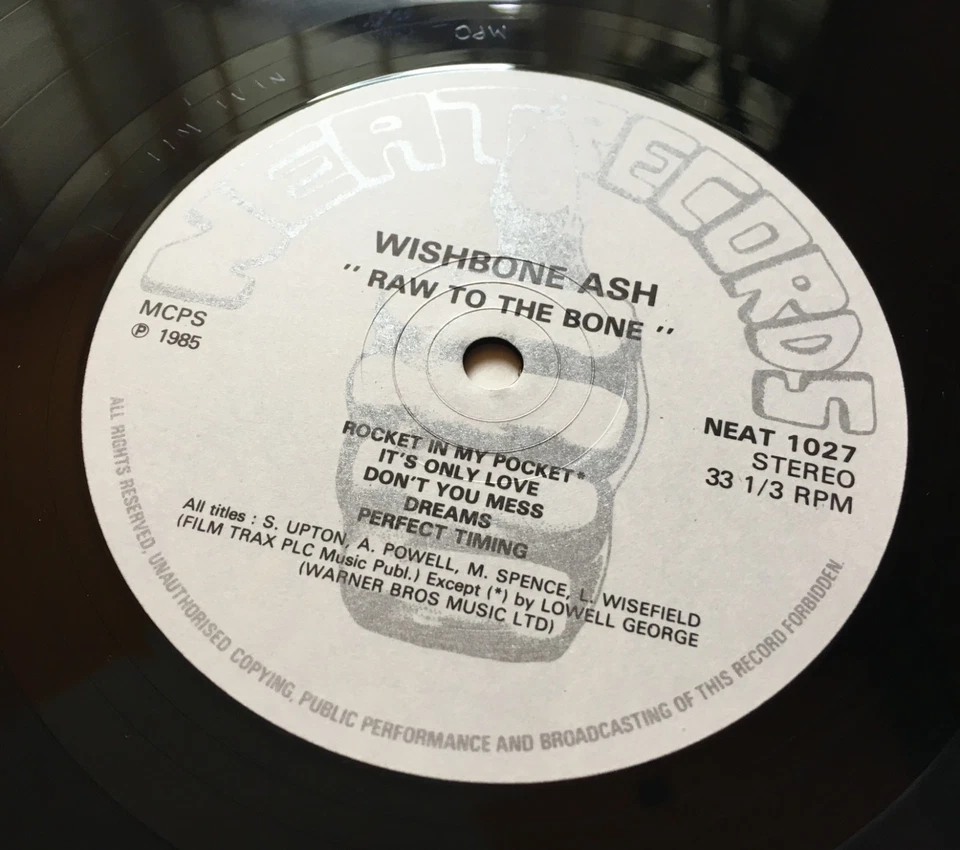 MPO
NEAT RECORDS
WISHBONE ASH
" RAW TO THE BONE "
MCPS
Ⓟ 1985
NEAT 1027
STEREO
33 1/3 RPM
ROCKET IN MY POCKET*
IT'S ONLY LOVE
DON'T YOU MESS
DREAMS
PERFECT TIMING
All titles : S. UPTON, A. POWELL, M. SPENCE, L. WISEFIELD
(FILM TRAX PLC Music Publ.) Except (*) by LOWELL GEORGE
(WARNER BROS MUSIC LTD)
ALL RIGHTS RESERVED. UNAUTHORISED COPYING, PUBLIC PERFORMANCE AND BROADCASTING OF THIS RECORD FORBIDDEN.